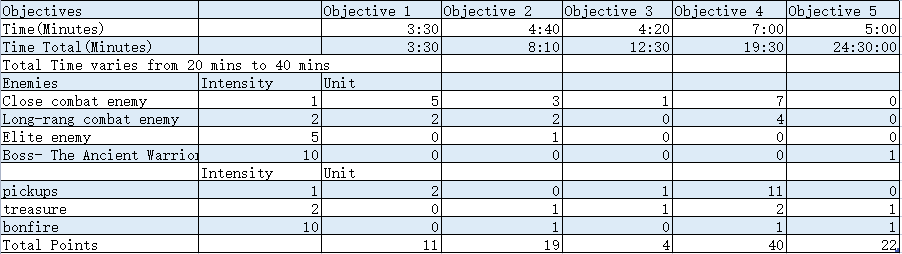 Objectives Objective 1 Objective 2 Objective 3 Objective 4 Objective 5
Time(Minutes) 3:30 4:40 4:20 7:00 5:00
Time Total(Minutes) 3:30 8:10 12:30 19:30 24:30:00
Total Time varies from 20 mins to 40 mins
Enemies Intensity Unit
Close combat enemy 1 5 3 1 7 0
Long-rang combat enemy 2 2 2 0 4 0
Elite enemy 5 0 1 0 0 0
Boss- The Ancient Warrior 10 0 0 0 0 1
Intensity Unit
pickups 1 2 0 1 11 0
treasure 2 0 1 1 2 1
bonfire 10 0 1 0 1 1
Total Points 11 19 4 40 22